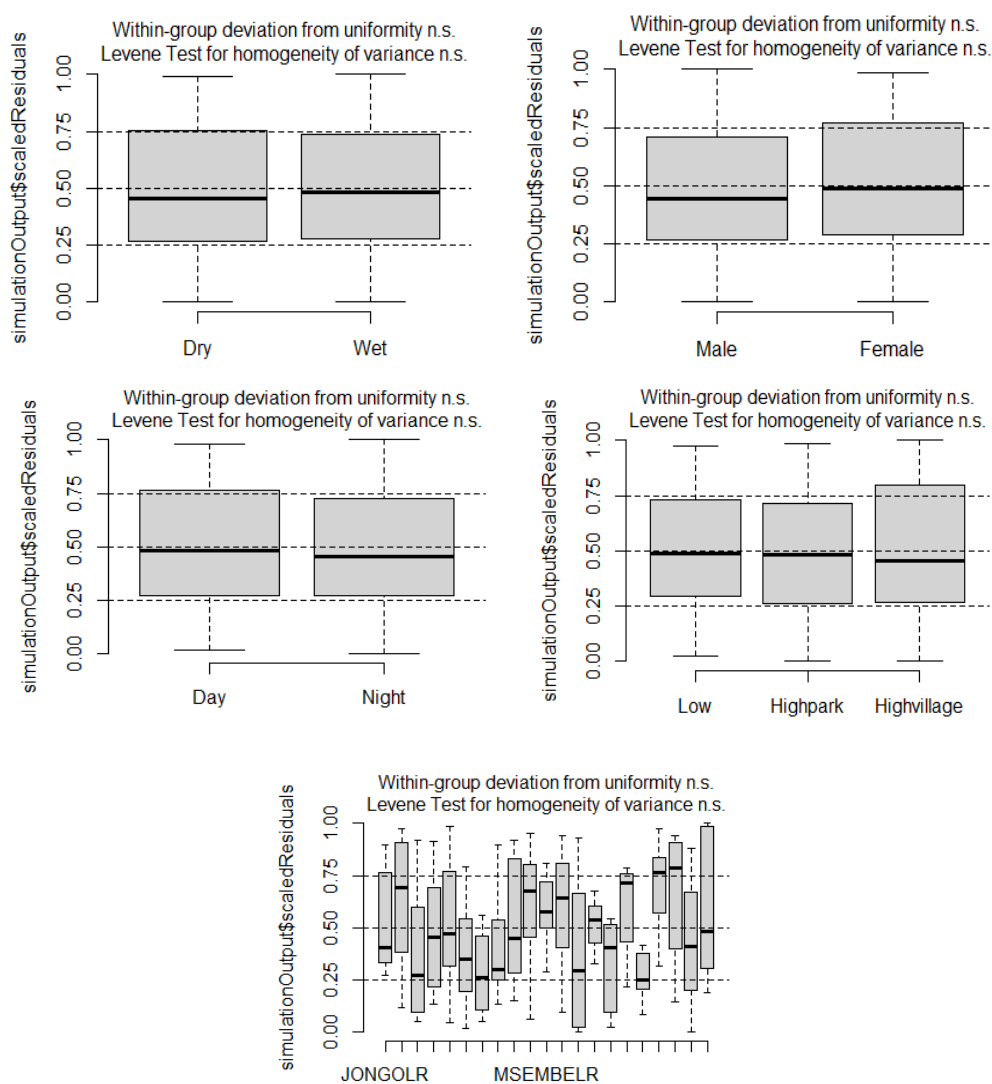 Within-group deviation from uniformity n.s.
Levene Test for homogeneity of variance n.s.
simulationOutput$scaledResiduals
1.00
0.75
0.50
0.25
0.00
Dry Wet
Within-group deviation from uniformity n.s.
Levene Test for homogeneity of variance n.s.
simulationOutput$scaledResiduals
1.00
0.75
0.50
0.25
0.00
Male Female
Within-group deviation from uniformity n.s.
Levene Test for homogeneity of variance n.s.
simulationOutput$scaledResiduals
1.00
0.75
0.50
0.25
0.00
Day Night
Within-group deviation from uniformity n.s.
Levene Test for homogeneity of variance n.s.
simulationOutput$scaledResiduals
1.00
0.75
0.50
0.25
0.00
Low Highpark Highvillage
Within-group deviation from uniformity n.s.
Levene Test for homogeneity of variance n.s.
simulationOutput$scaledResiduals
1.00
0.75
0.50
0.25
0.00
JONGOLR MSEMBELR